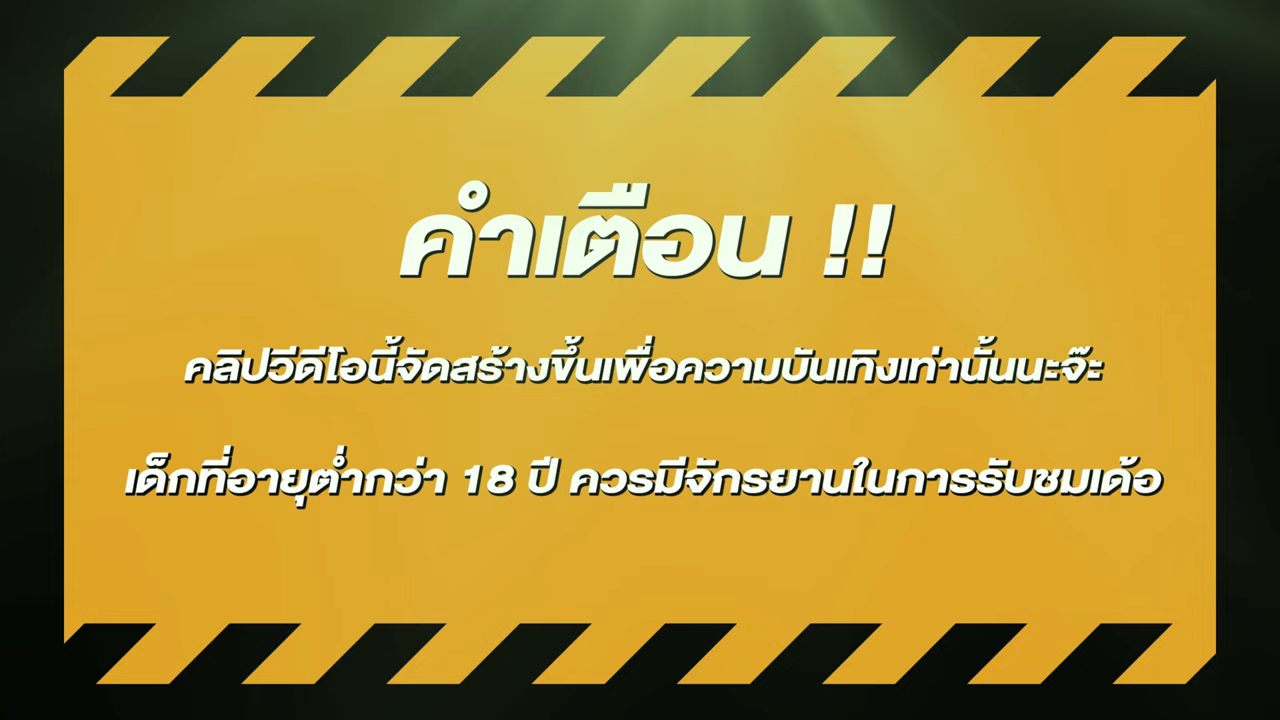 คำเตือน !!
คลิปวีดีโอนี้จัดสร้างขึ้นเพื่อความบันเทิงเท่านั้นนะจ๊ะ
เด็กที่อายุต่ำกว่า 18 ปี ควรมีจักรยานในการรับชมเด้อ